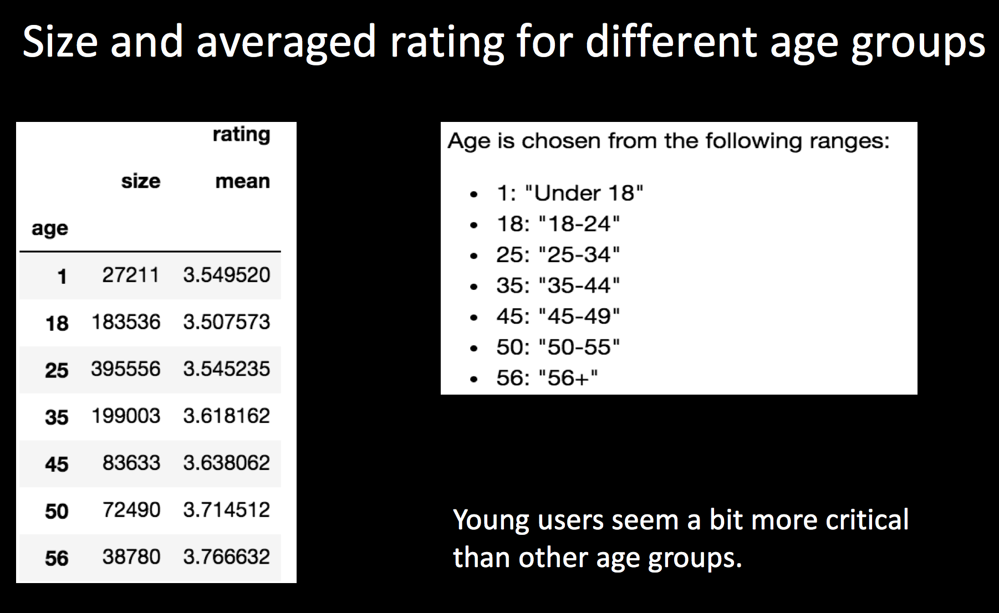 Size and averaged rating for different age groups
rating
size mean
age
1 27211 3.549520
18 183536 3.507573
25 395556 3.545235
35 199003 3.618162
45 83633 3.638062
50 72490 3.714512
56 38780 3.766632
Age is chosen from the following ranges:
• 1: "Under 18"
• 18: "18-24"
• 25: "25-34"
• 35: "35-44"
• 45: "45-49"
• 50: "50-55"
• 56: "56+"
Young users seem a bit more critical
than other age groups.